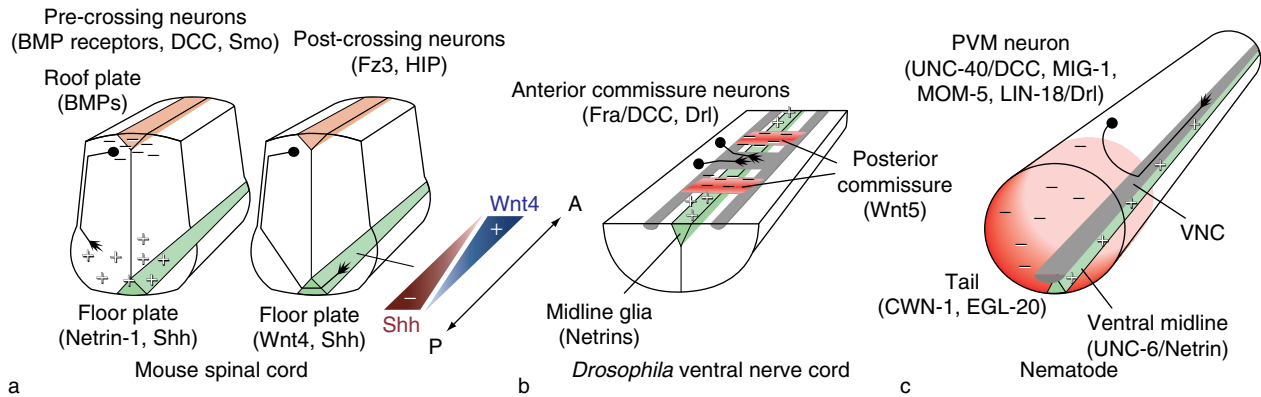 Pre-crossing neurons
(BMP receptors, DCC, Smo)
Roof plate
(BMPs)
Floor plate
(Netrin-1, Shh)
Post-crossing neurons
(Fz3, HIP)
Floor plate
(Wnt4, Shh)
Wnt4
+
−
Shh
A
P
Mouse spinal cord
a
Anterior commissure neurons
(Fra/DCC, Drl)
Posterior
commissure
(Wnt5)
Midline glia
(Netrins)
Drosophila ventral nerve cord
b
PVM neuron
(UNC-40/DCC, MIG-1,
MOM-5, LIN-18/Drl)
VNC
Tail
(CWN-1, EGL-20)
Ventral midline
(UNC-6/Netrin)
Nematode
c